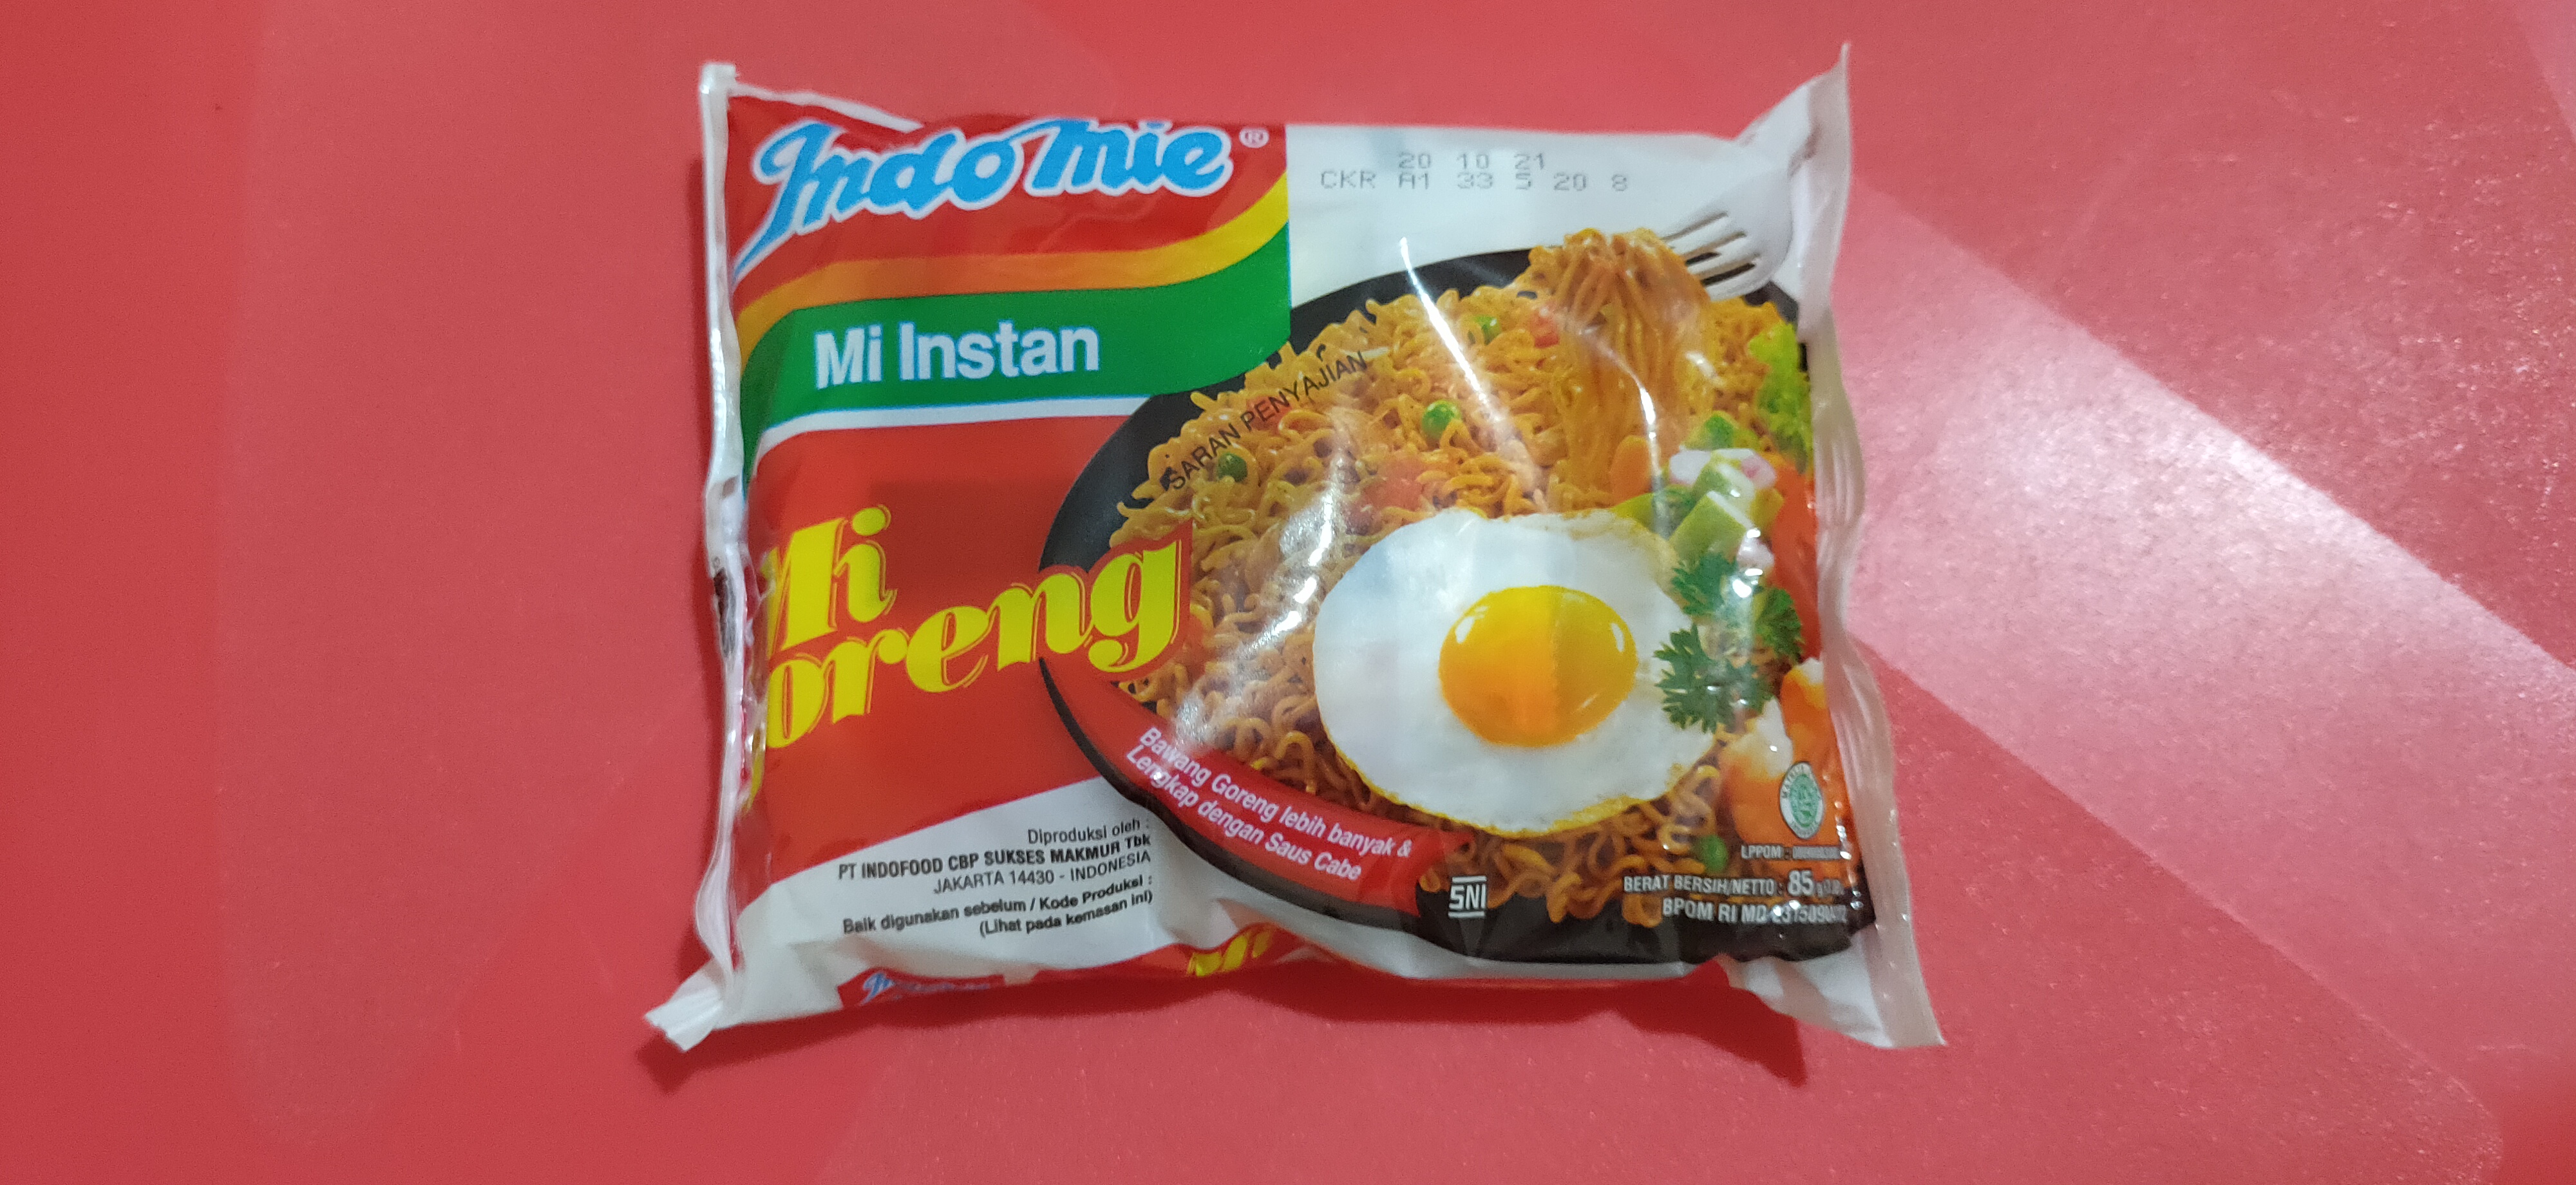 Indomie®
20 10 21
CKR A1 33 5 20 8
Mi Instan
SARAN PENYAJIAN
Mi
oreng
Bawang Goreng lebih banyak &
Lengkap dengan Saus Cabe
Diproduksi oleh :
PT INDOFOOD CBP SUKSES MAKMUR Tbk
JAKARTA 14430 - INDONESIA
Baik digunakan sebelum / Kode Produksi :
(Lihat pada kemasan ini)
SNI
LPPOM :
BERAT BERSIH/NETTO : 85 g
BPOM RI MD